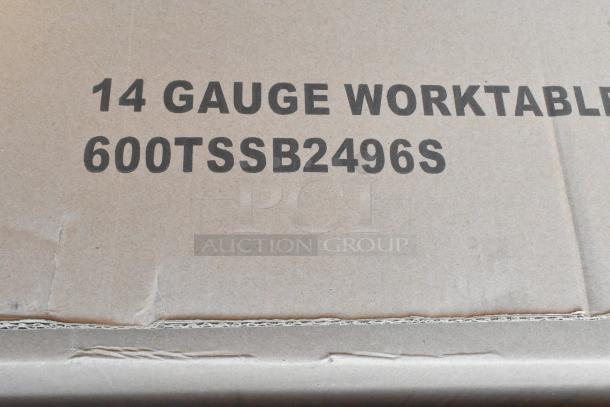 14 GAUGE WORKTABLE
600TSSB2496S
PCI
AUCTION GROUP